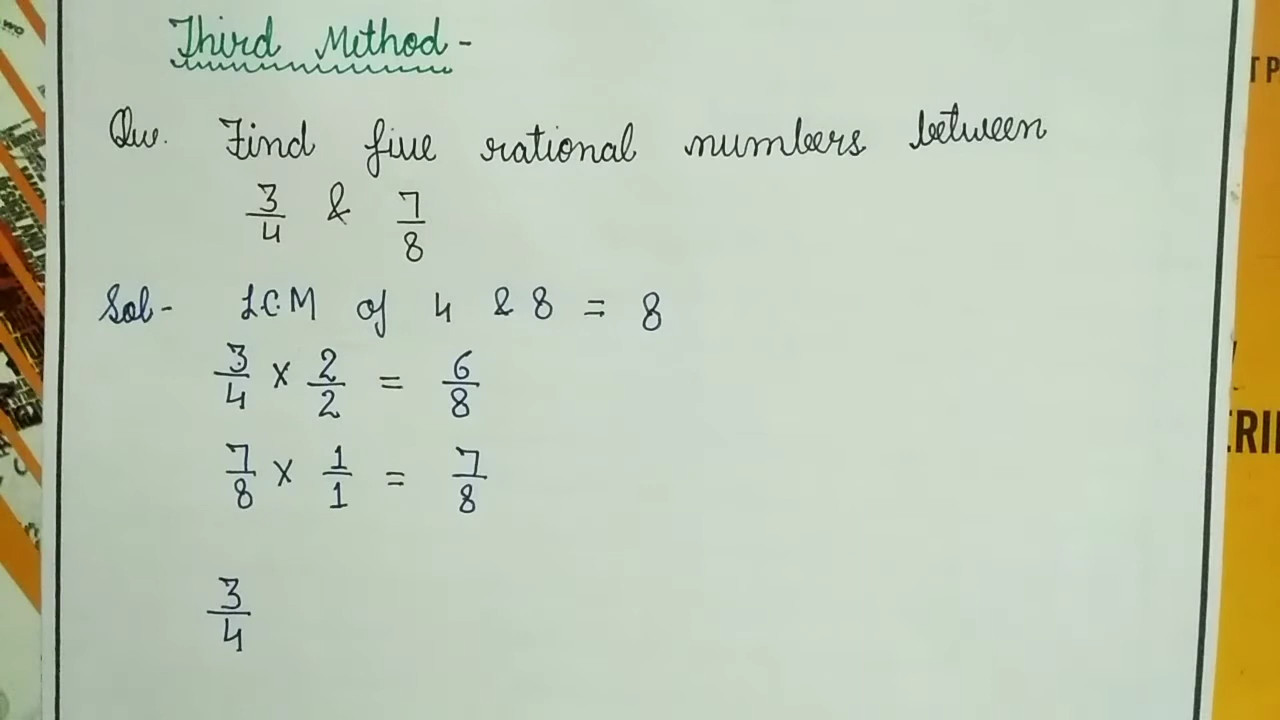 Third Method -
Que. Find five rational numbers between
3/4 & 7/8
Sol - LCM of 4 & 8 = 8
3/4 × 2/2 = 6/8
7/8 × 1/1 = 7/8
3/4